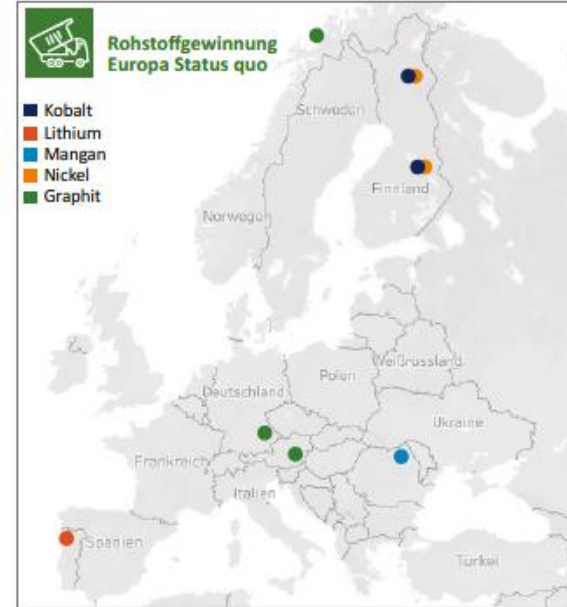 Rohstoffgewinnung
Europa Status quo
Kobalt
Lithium
Mangan
Nickel
Graphit
Schweden
Finnland
Norwegen
Weißrussland
Polen
Deutschland
Ukraine
Frankreich
Italien
Spanien
Türkei